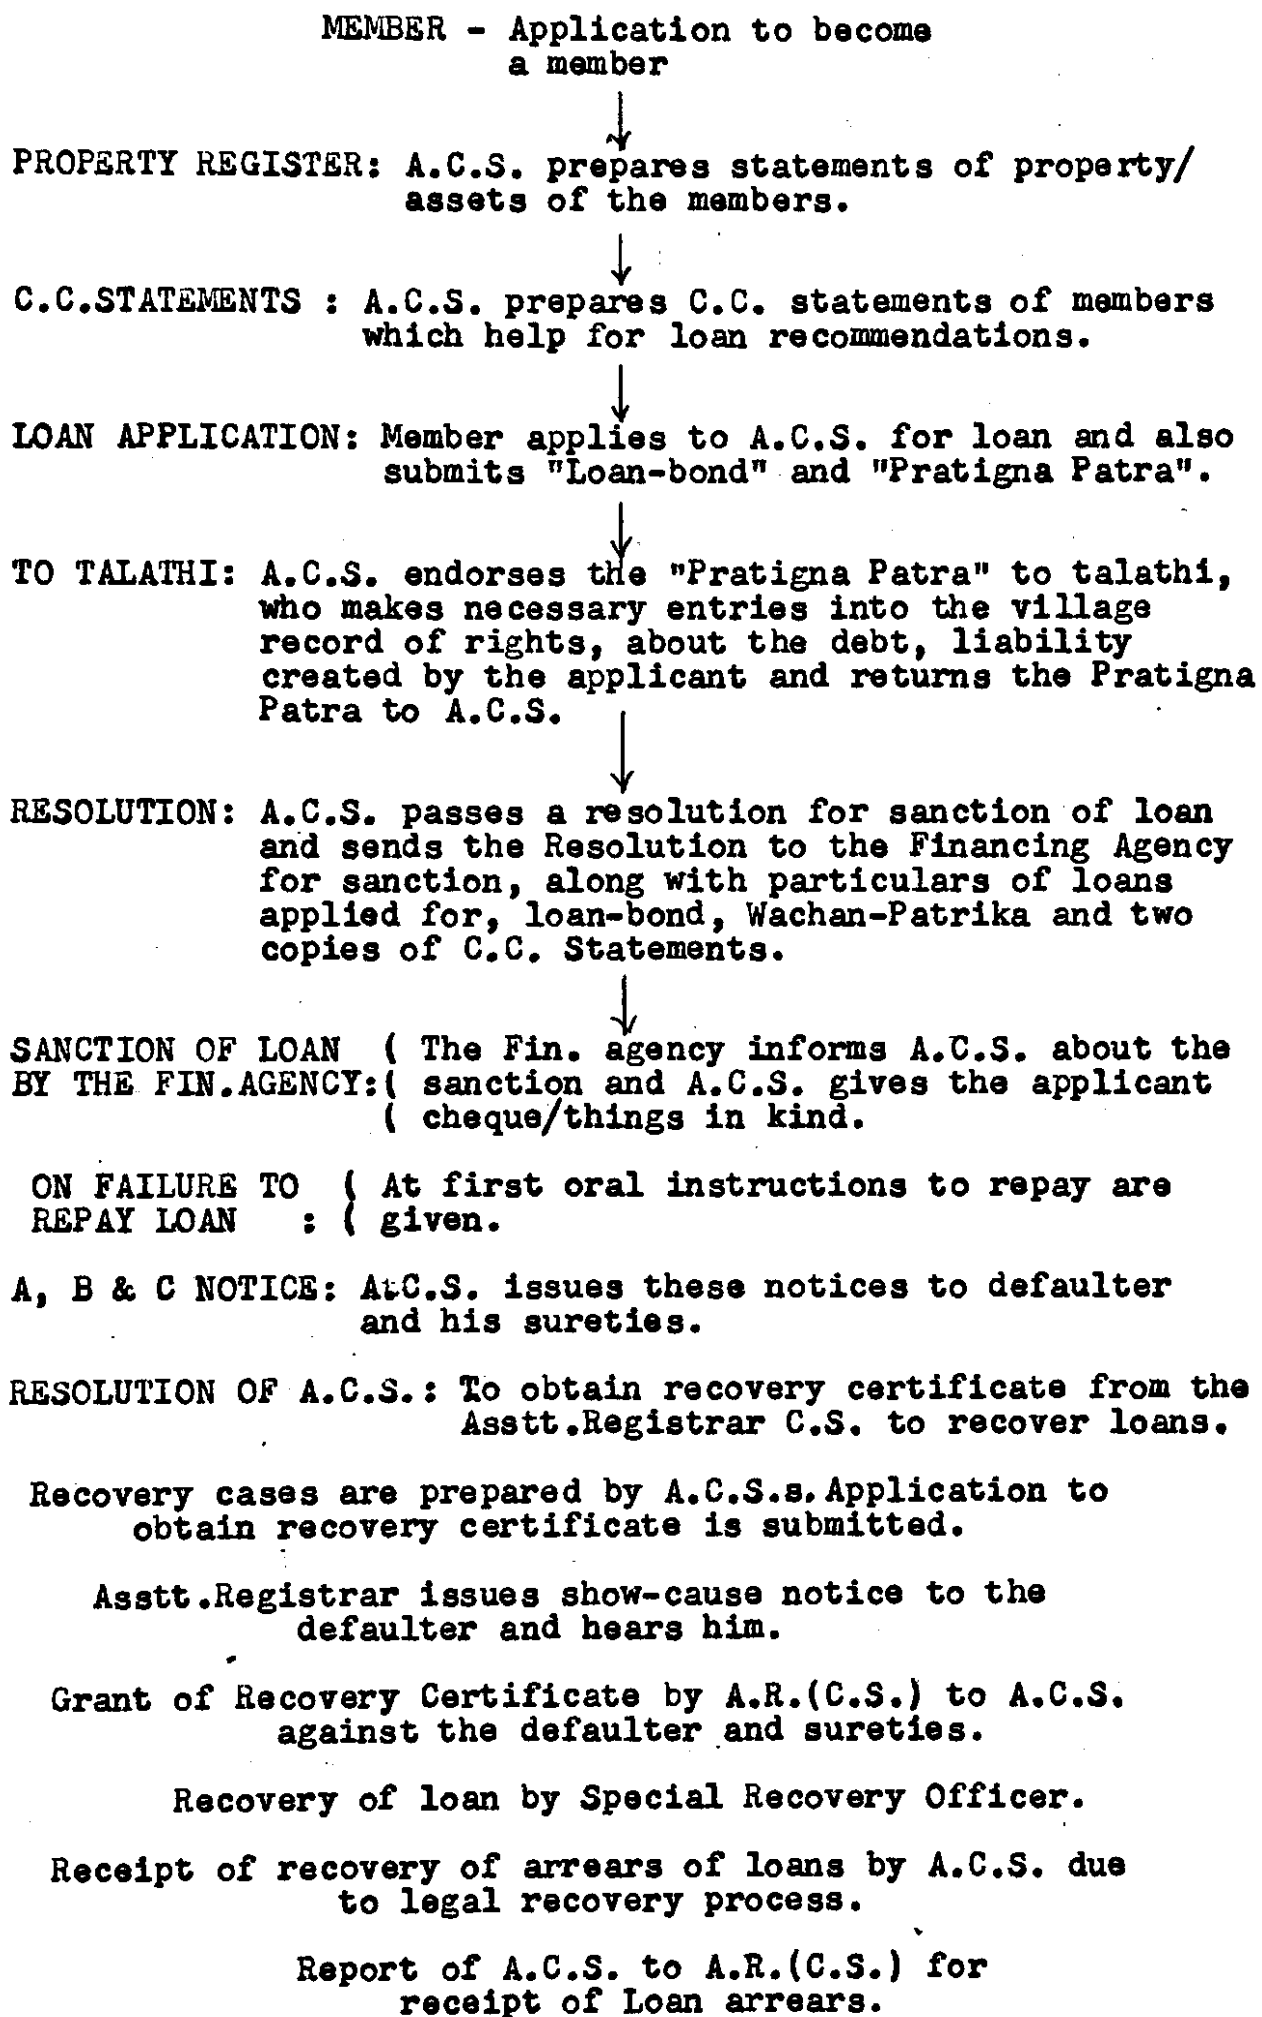 MEMBER - Application to become
a member
PROPERTY REGISTER: A.C.S. prepares statements of property/
assets of the members.
C.C.STATEMENTS : A.C.S. prepares C.C. statements of members
which help for loan recommendations.
LOAN APPLICATION: Member applies to A.C.S. for loan and also
submits "Loan-bond" and "Pratigna Patra".
TO TALATHI: A.C.S. endorses the "Pratigna Patra" to talathi,
who makes necessary entries into the village
record of rights, about the debt, liability
created by the applicant and returns the Pratigna
Patra to A.C.S.
RESOLUTION: A.C.S. passes a resolution for sanction of loan
and sends the Resolution to the Financing Agency
for sanction, along with particulars of loans
applied for, loan-bond, Wachan-Patrika and two
copies of C.C. Statements.
SANCTION OF LOAN ( The Fin. agency informs A.C.S. about the
BY THE FIN.AGENCY:( sanction and A.C.S. gives the applicant
( cheque/things in kind.
ON FAILURE TO ( At first oral instructions to repay are
REPAY LOAN : ( given.
A, B & C NOTICE: A.C.S. issues these notices to defaulter
and his sureties.
RESOLUTION OF A.C.S.: To obtain recovery certificate from the
Asstt.Registrar C.S. to recover loans.
Recovery cases are prepared by A.C.S.s.Application to
obtain recovery certificate is submitted.
Asstt.Registrar issues show-cause notice to the
defaulter and hears him.
Grant of Recovery Certificate by A.R.(C.S.) to A.C.S.
against the defaulter and sureties.
Recovery of loan by Special Recovery Officer.
Receipt of recovery of arrears of loans by A.C.S. due
to legal recovery process.
Report of A.C.S. to A.R.(C.S.) for
receipt of Loan arrears.